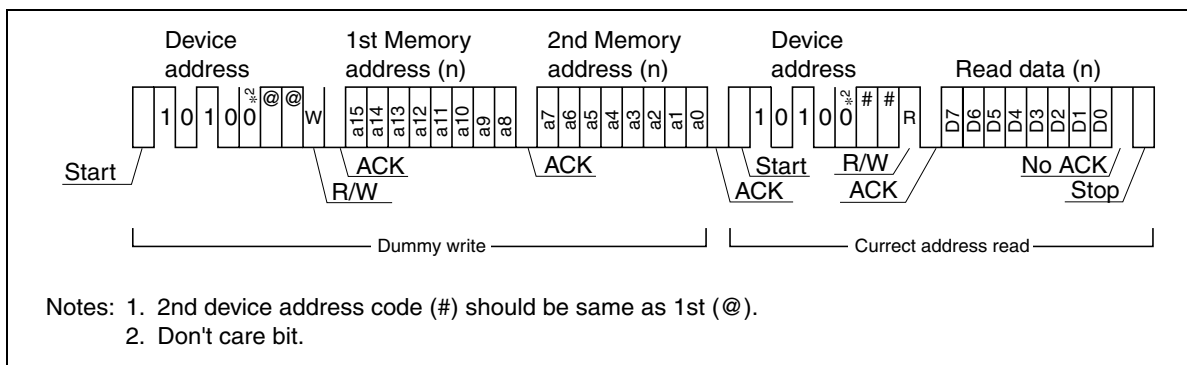 Device address
1st Memory address (n)
2nd Memory address (n)
Device address
Read data (n)
1 0 1 0 0 *2 @ @ W
a15 a14 a13 a12 a11 a10 a9 a8
a7 a6 a5 a4 a3 a2 a1 a0
1 0 1 0 0 *2 # # R
D7 D6 D5 D4 D3 D2 D1 D0
Start
R/W
ACK
ACK
ACK
Start
R/W
ACK
No ACK
Stop
Dummy write
Currect address read
Notes: 1. 2nd device address code (#) should be same as 1st (@).
2. Don't care bit.